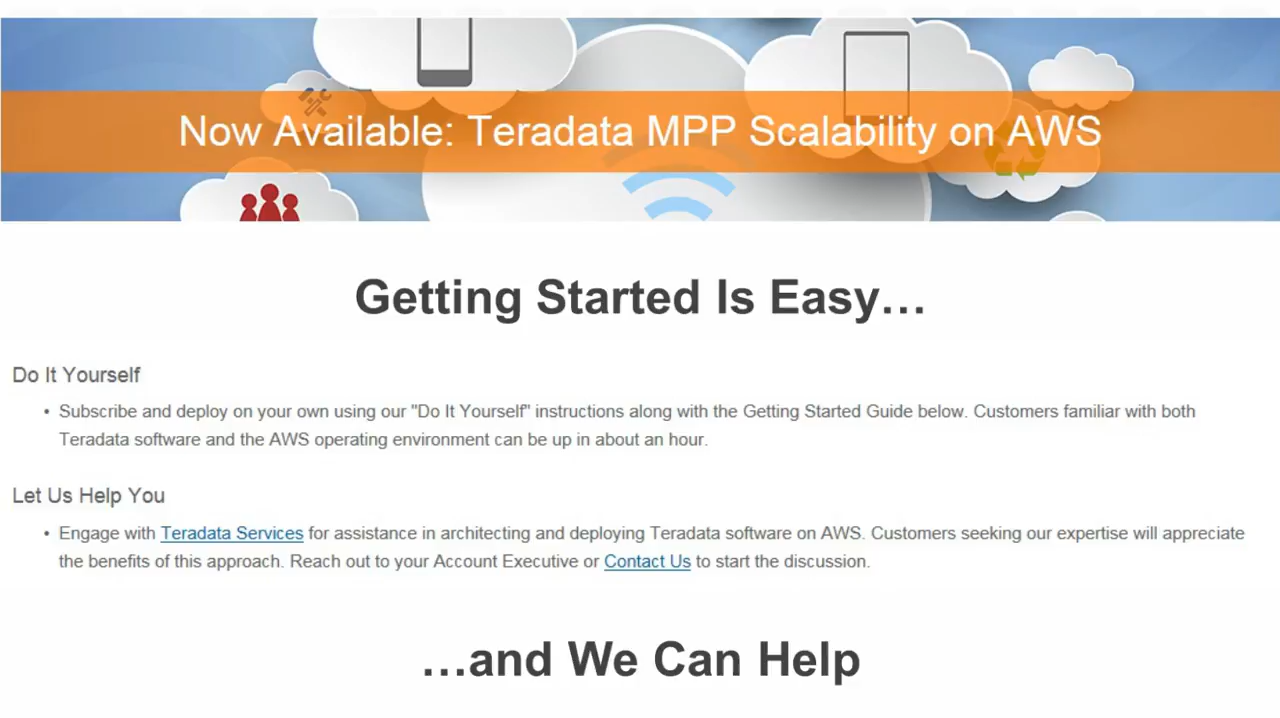 Now Available: Teradata MPP Scalability on AWS
Getting Started Is Easy…
Do It Yourself
• Subscribe and deploy on your own using our "Do It Yourself" instructions along with the Getting Started Guide below. Customers familiar with both
Teradata software and the AWS operating environment can be up in about an hour.
Let Us Help You
• Engage with Teradata Services for assistance in architecting and deploying Teradata software on AWS. Customers seeking our expertise will appreciate
the benefits of this approach. Reach out to your Account Executive or Contact Us to start the discussion.
…and We Can Help